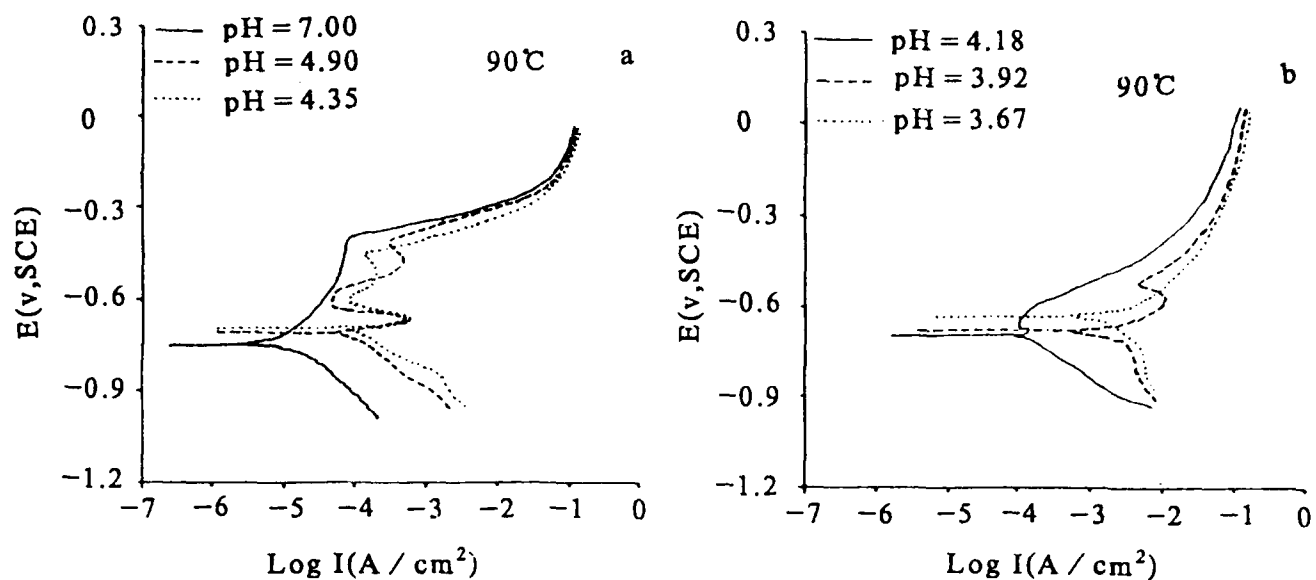 0.3
0
−0.3
−0.6
−0.9
−1.2
E(v,SCE)
pH = 7.00
pH = 4.90
pH = 4.35
90℃
a
−7
−6
−5
−4
−3
−2
−1
0
Log I(A / cm²)
0.3
0
−0.3
−0.6
−0.9
−1.2
E(v,SCE)
pH = 4.18
pH = 3.92
pH = 3.67
90℃
b
−7
−6
−5
−4
−3
−2
−1
0
Log I(A / cm²)